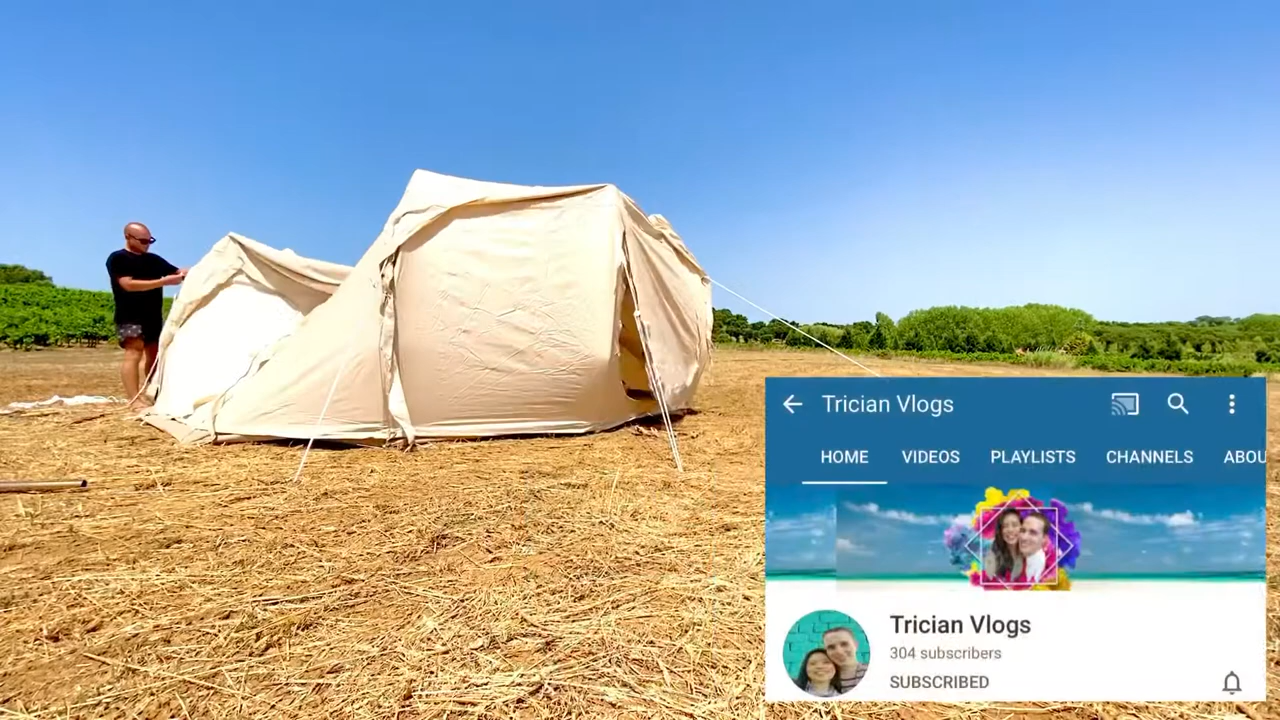 Trician Vlogs
HOME VIDEOS PLAYLISTS CHANNELS ABOU
Trician Vlogs
304 subscribers
SUBSCRIBED